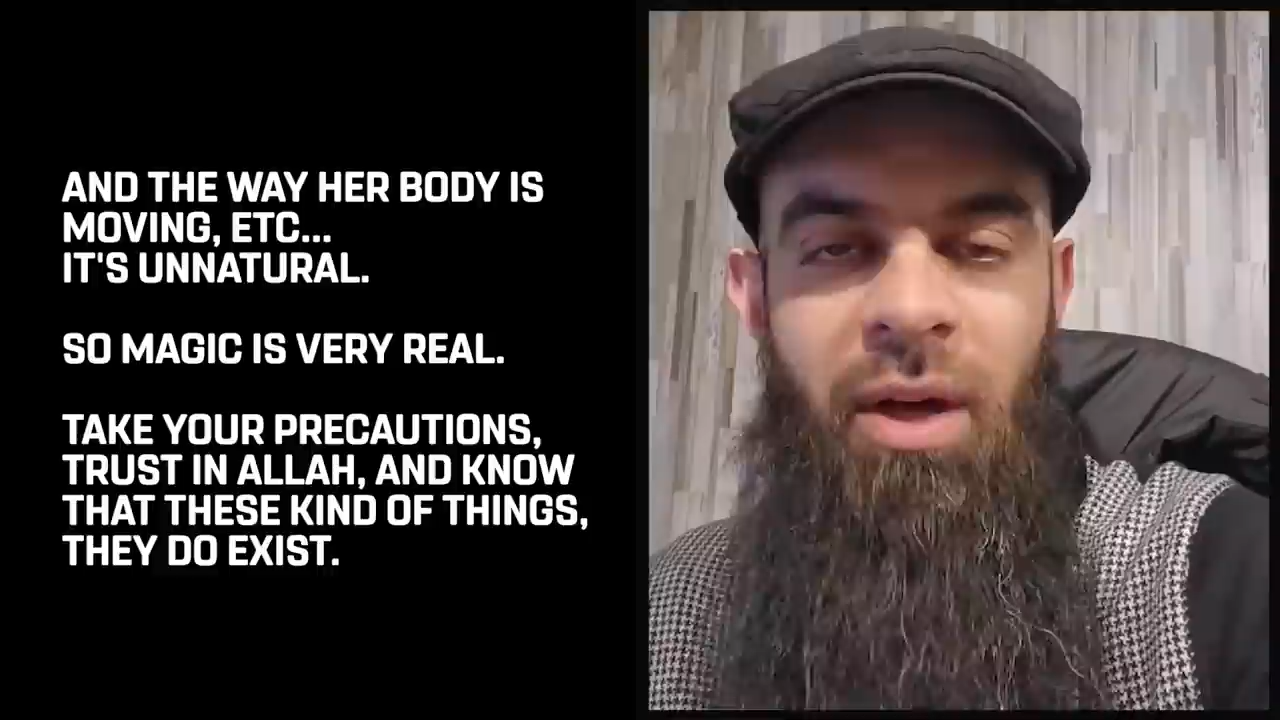 AND THE WAY HER BODY IS
MOVING, ETC...
IT'S UNNATURAL.
SO MAGIC IS VERY REAL.
TAKE YOUR PRECAUTIONS,
TRUST IN ALLAH, AND KNOW
THAT THESE KIND OF THINGS,
THEY DO EXIST.